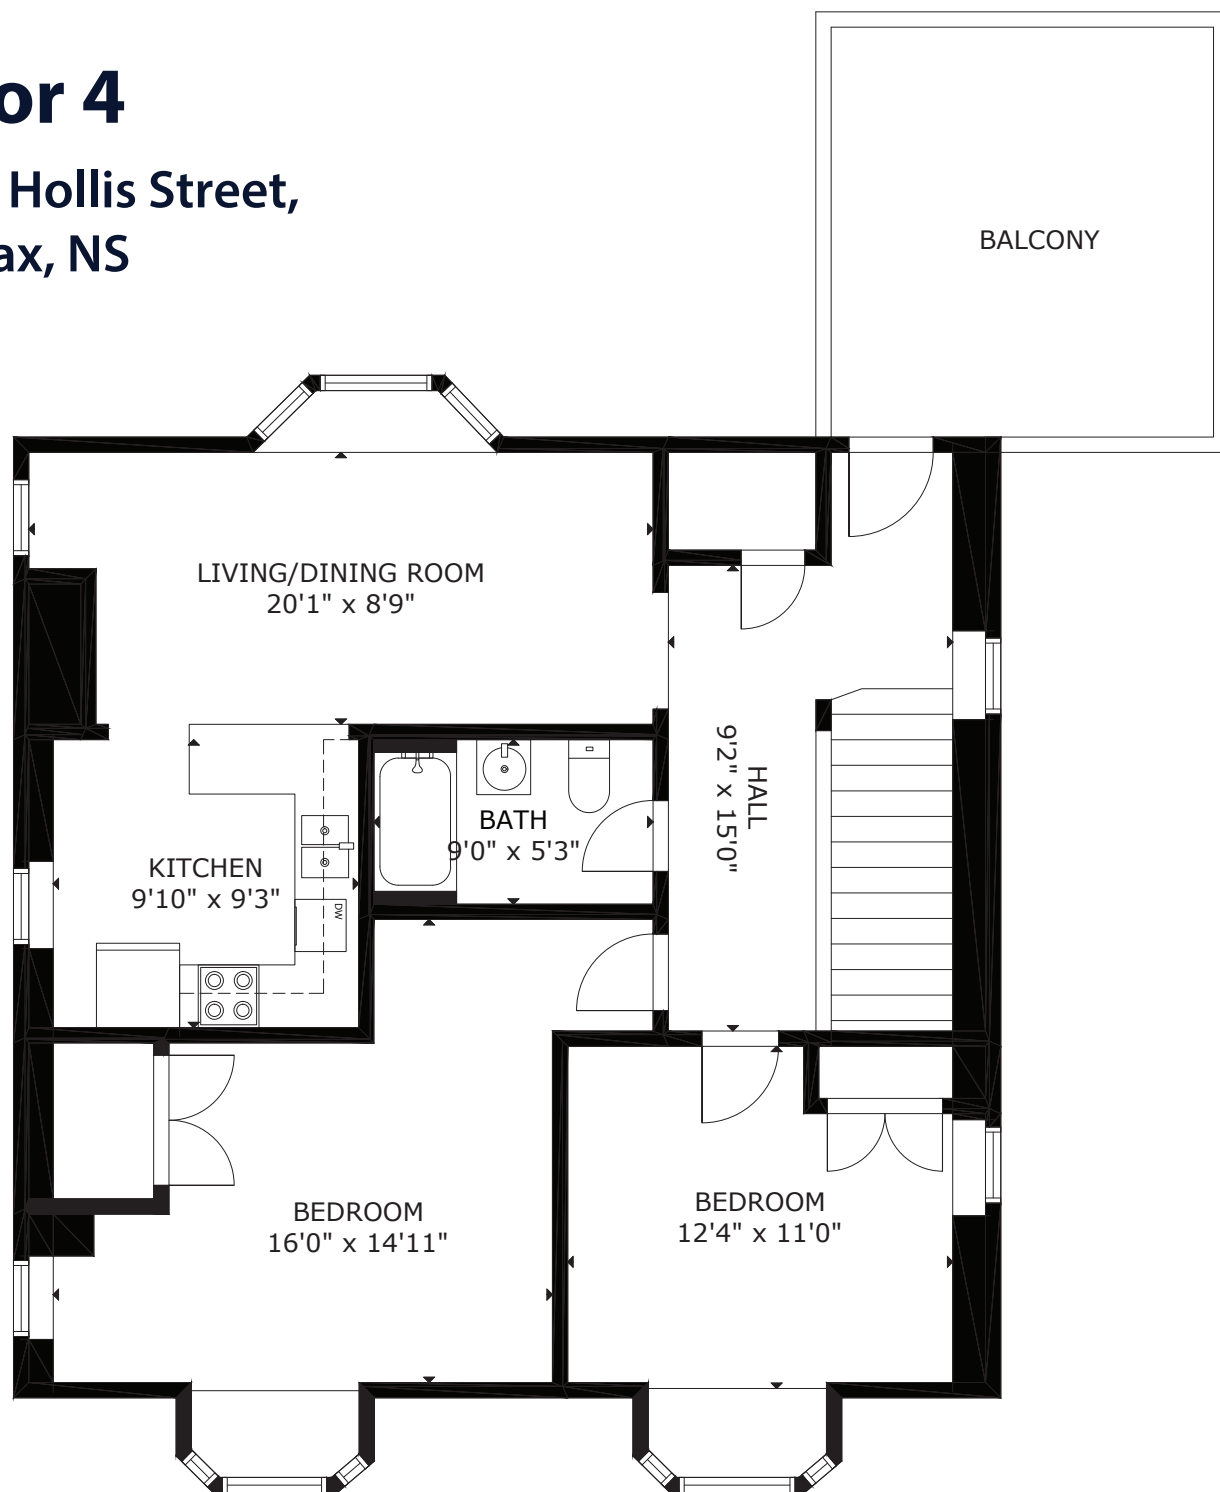 or 4
Hollis Street,
ax, NS
BALCONY
LIVING/DINING ROOM
20'1" x 8'9"
HALL
9'2" x 15'0"
BATH
9'0" x 5'3"
KITCHEN
9'10" x 9'3"
DW
BEDROOM
16'0" x 14'11"
BEDROOM
12'4" x 11'0"